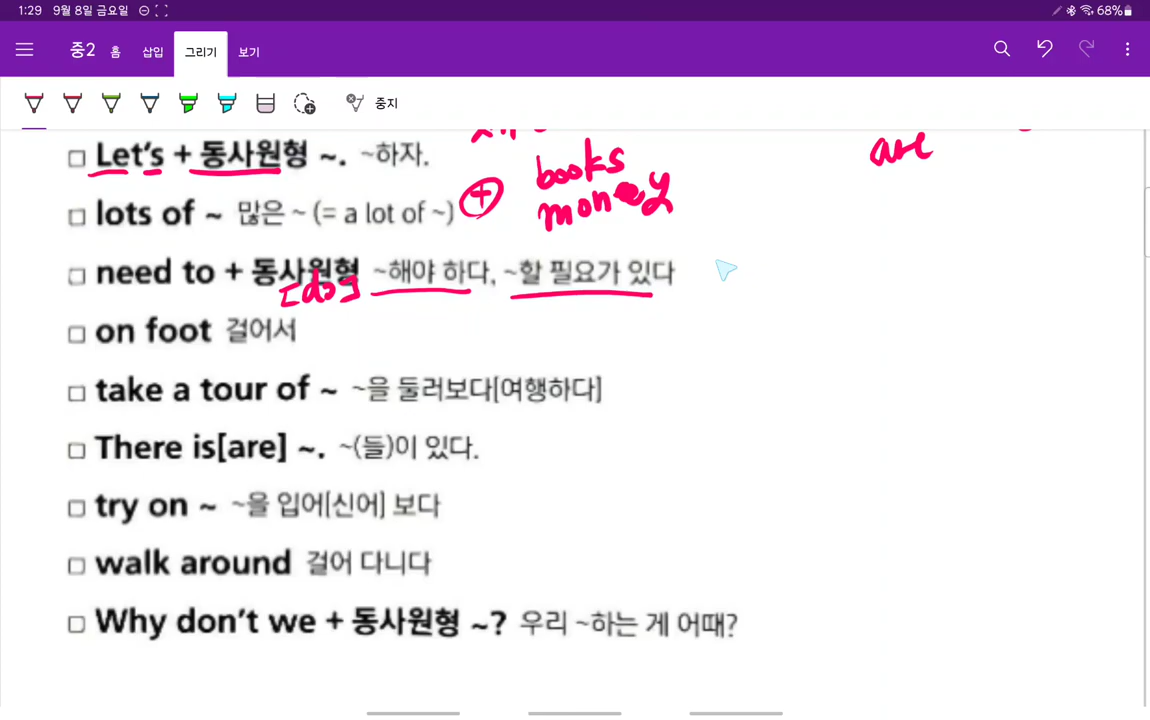 1:29 9월 8일 금요일 68%
중2 홈 삽입 그리기 보기
중지
are
□ Let's + 동사원형 ~. ~하자.
books
□ lots of ~ 많은 ~ (= a lot of ~) +
money
□ need to + 동사원형 ~해야 하다, ~할 필요가 있다
[do]
□ on foot 걸어서
□ take a tour of ~ ~을 둘러보다[여행하다]
□ There is[are] ~. ~(들)이 있다.
□ try on ~ ~을 입어[신어] 보다
□ walk around 걸어 다니다
□ Why don't we + 동사원형 ~? 우리 ~하는 게 어때?